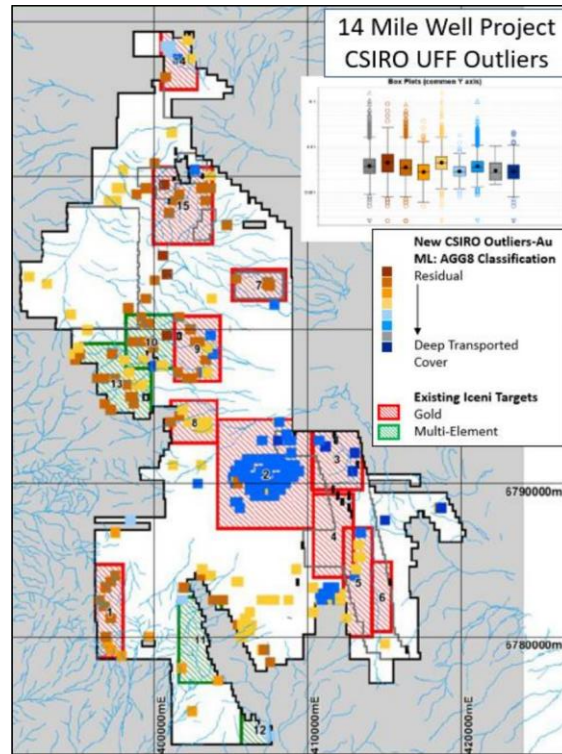 14 Mile Well Project
CSIRO UFF Outliers
Box Plots (common Y axis)
New CSIRO Outliers-Au
ML: AGG8 Classification
Residual
Deep Transported
Cover
Existing Iceni Targets
Gold
Multi-Element
15
7
10
9
13
8
3
2
6790000mE
4
5
6
1
11
6780000mE
12
400000mE
410000mE
420000mE